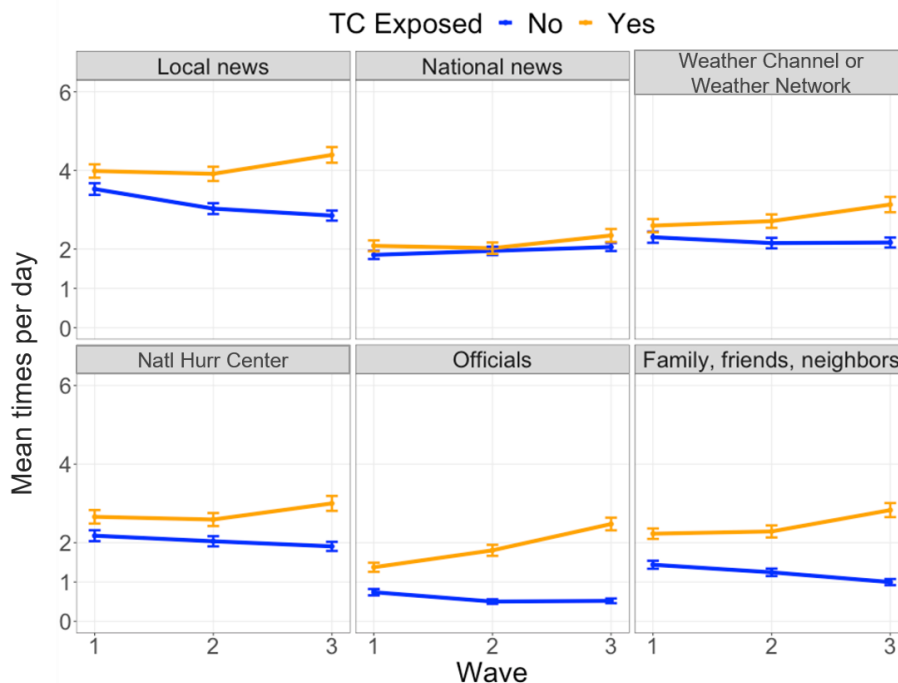 TC Exposed No Yes
Local news
National news
Weather Channel or
Weather Network
6
4
2
1
0
Natl Hurr Center
Officials
Family, friends, neighbors
6
4
2
1
0
Mean times per day
1 2 3
1 2 3
1 2 3
Wave